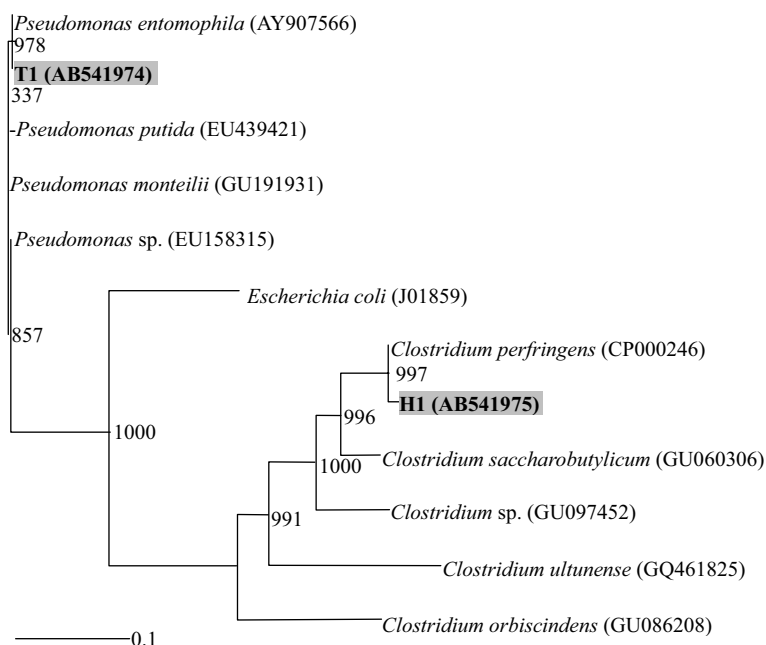 Pseudomonas entomophila (AY907566)
978
T1 (AB541974)
337
-Pseudomonas putida (EU439421)
Pseudomonas monteilii (GU191931)
Pseudomonas sp. (EU158315)
Escherichia coli (J01859)
857
Clostridium perfringens (CP000246)
997
H1 (AB541975)
996
1000
Clostridium saccharobutylicum (GU060306)
1000
Clostridium sp. (GU097452)
991
Clostridium ultunense (GQ461825)
Clostridium orbiscindens (GU086208)
0.1